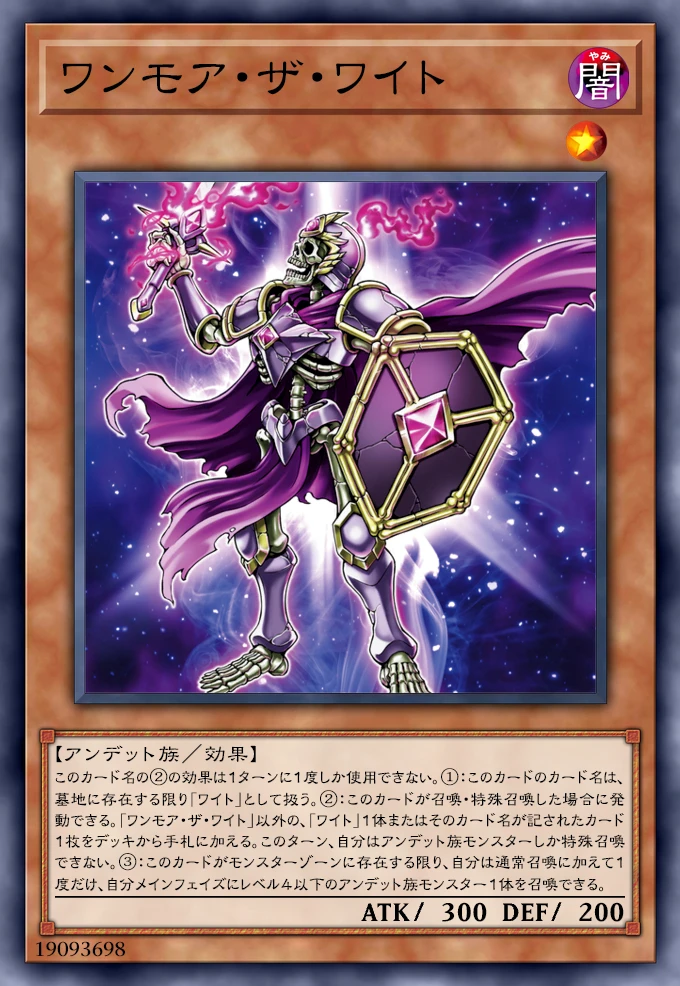 ワンモア・ザ・ワイト
やみ
闇
【アンデット族／効果】
このカード名の②の効果は1ターンに1度しか使用できない。①：このカードのカード名は、
墓地に存在する限り「ワイト」として扱う。②：このカードが召喚・特殊召喚した場合に発
動できる。「ワンモア・ザ・ワイト」以外の、「ワイト」1体またはそのカード名が記されたカード
1枚をデッキから手札に加える。このターン、自分はアンデット族モンスターしか特殊召喚
できない。③：このカードがモンスターゾーンに存在する限り、自分は通常召喚に加えて1
度だけ、自分メインフェイズにレベル4以下のアンデット族モンスター1体を召喚できる。
ATK/ 300 DEF/ 200
19093698